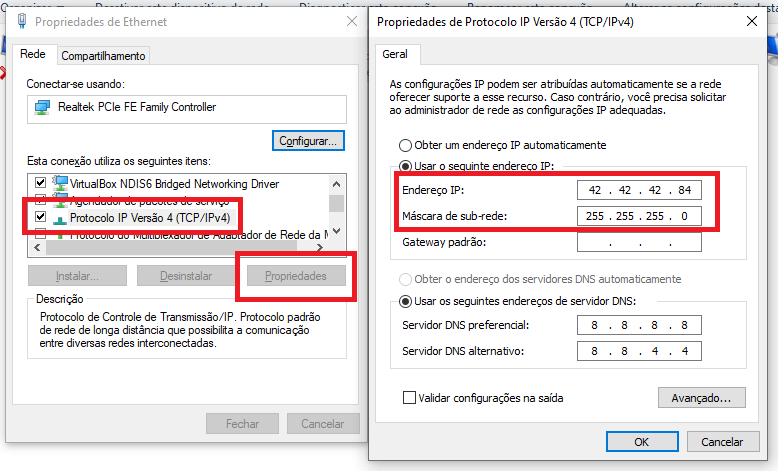 Propriedades de Ethernet
Rede
Compartilhamento
Conectar-se usando:
Realtek PCIe FE Family Controller
Configurar...
Esta conexão utiliza os seguintes itens:
VirtualBox NDIS6 Bridged Networking Driver
Agendador de pacotes do serviço
Protocolo IP Versão 4 (TCP/IPv4)
Protocolo do Multiplexador de Adaptador de Rede da
Instalar...
Desinstalar
Propriedades
Descrição
Protocolo de Controle de Transmissão/IP. Protocolo padrão
de rede de longa distância que possibilita a comunicação
entre diversas redes interconectadas.
Fechar
Cancelar
Propriedades de Protocolo IP Versão 4 (TCP/IPv4)
Geral
As configurações IP podem ser atribuídas automaticamente se a rede
oferecer suporte a esse recurso. Caso contrário, você precisa solicitar
ao administrador de rede as configurações IP adequadas.
Obter um endereço IP automaticamente
Usar o seguinte endereço IP:
Endereço IP: 42 . 42 . 42 . 84
Máscara de sub-rede: 255 . 255 . 255 . 0
Gateway padrão: . . .
Obter o endereço dos servidores DNS automaticamente
Usar os seguintes endereços de servidor DNS:
Servidor DNS preferencial: 8 . 8 . 8 . 8
Servidor DNS alternativo: 8 . 8 . 4 . 4
Validar configurações na saída
Avançado...
OK
Cancelar